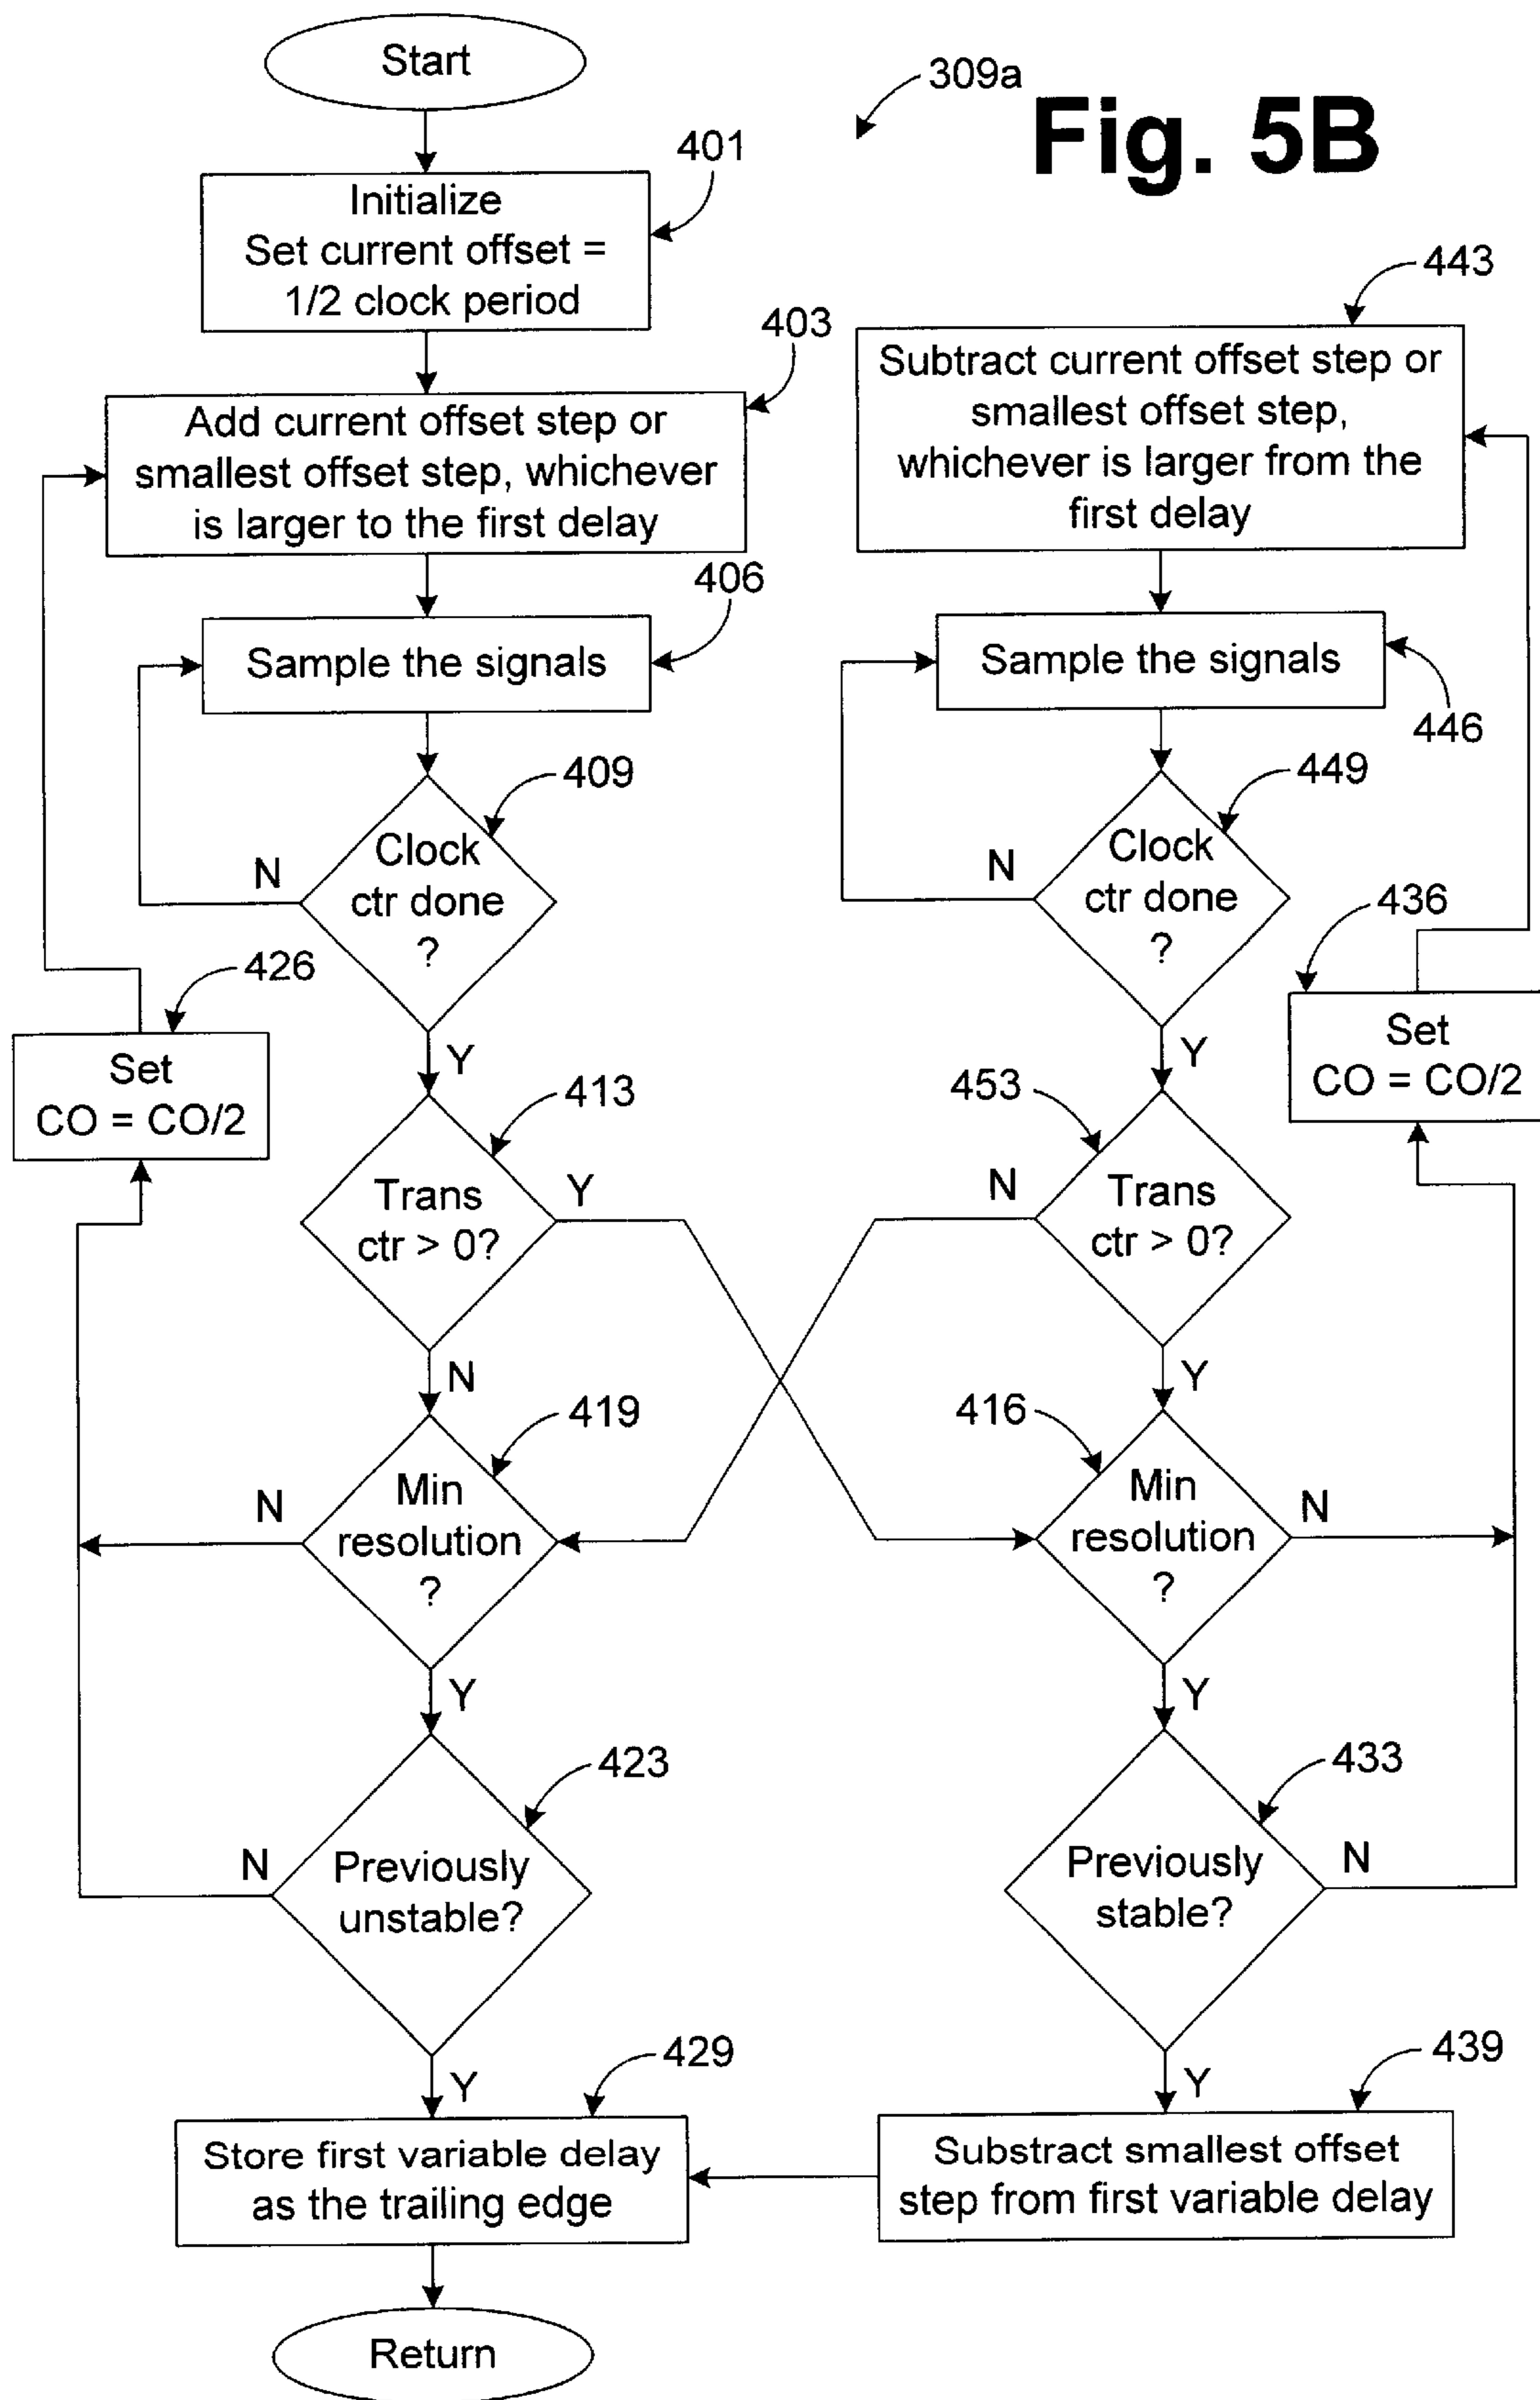 Start
309a
Fig. 5B
401
Initialize
Set current offset =
1/2 clock period
443
403
Subtract current offset step or
smallest offset step,
whichever is larger from the
first delay
Add current offset step or
smallest offset step, whichever
is larger to the first delay
406
Sample the signals
Sample the signals
446
409
449
Clock
ctr done
?
N
Clock
ctr done
?
N
436
426
Set
CO = CO/2
Y
Y
Set
CO = CO/2
413
453
Trans
ctr > 0?
Y
N
Trans
ctr > 0?
N
Y
419
416
Min
resolution
?
N
Min
resolution
?
N
Y
Y
423
433
Previously
unstable?
N
Previously
stable?
N
429
439
Y
Y
Store first variable delay
as the trailing edge
Substract smallest offset
step from first variable delay
Return